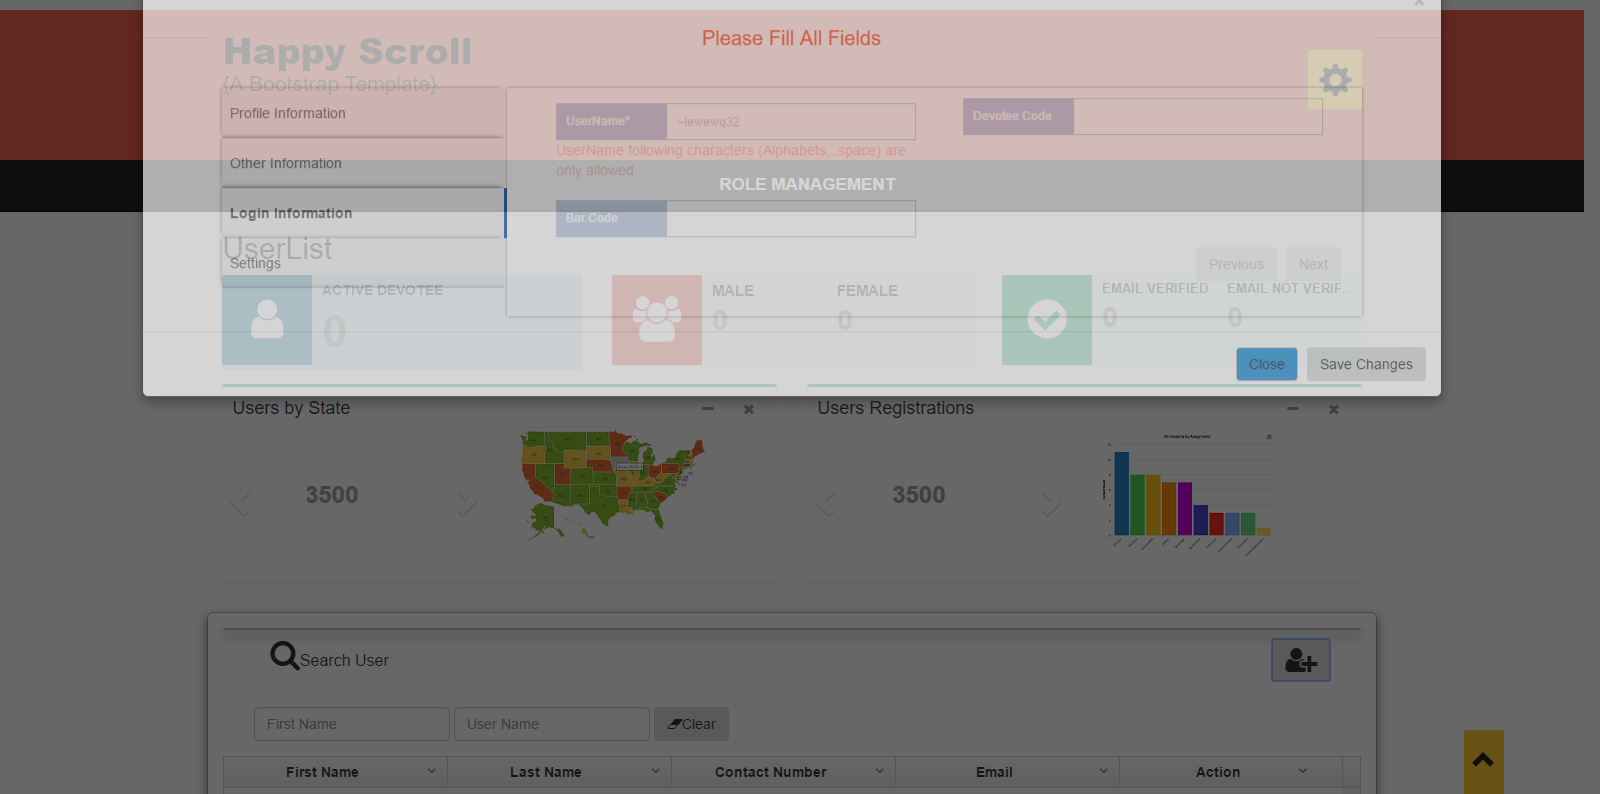 Please Fill All Fields
Happy Scroll
{A Bootstrap Template}
Profile Information
Other Information
Login Information
Settings
UserName*
~!ewewq32
Devotee Code
UserName following characters (Alphabets,.,space) are
only allowed
ROLE MANAGEMENT
Bar Code
UserList
Previous
Next
ACTIVE DEVOTEE
0
MALE
0
FEMALE
0
EMAIL VERIFIED
0
EMAIL NOT VERIF...
0
Close
Save Changes
Users by State
3500
Users Registrations
3500
Search User
First Name
User Name
Clear
First Name
Last Name
Contact Number
Email
Action